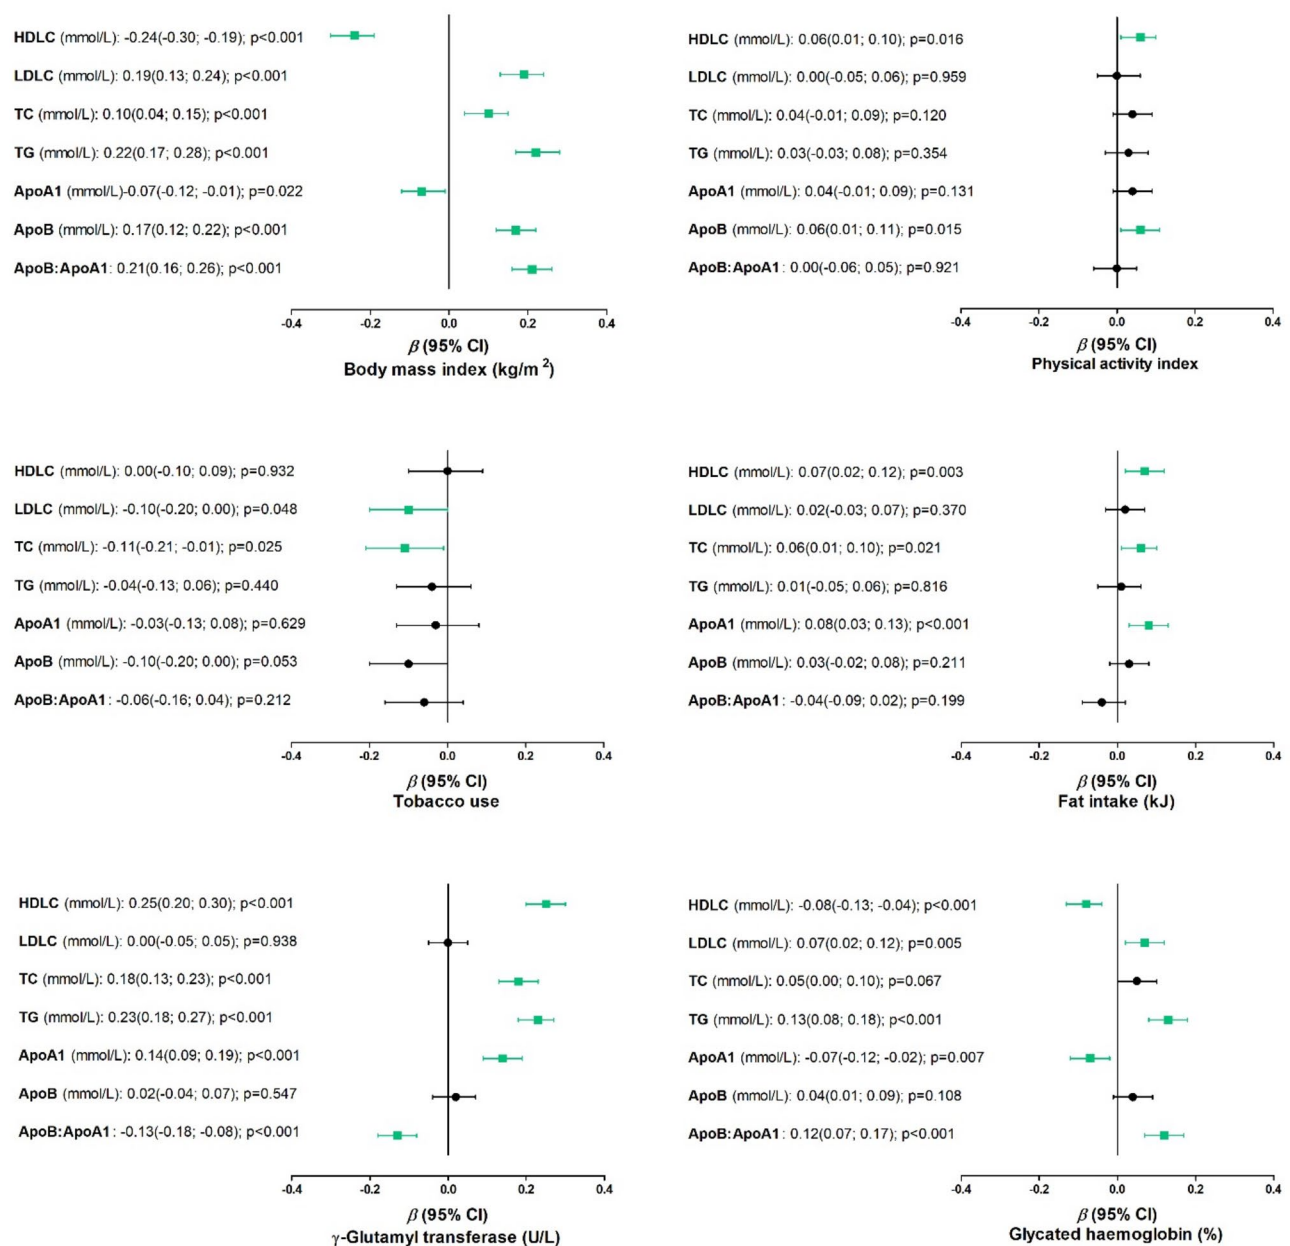 HDLC (mmol/L): -0.24(-0.30; -0.19); p<0.001
LDLC (mmol/L): 0.19(0.13; 0.24); p<0.001
TC (mmol/L): 0.10(0.04; 0.15); p<0.001
TG (mmol/L): 0.22(0.17; 0.28); p<0.001
ApoA1 (mmol/L)-0.07(-0.12; -0.01); p=0.022
ApoB (mmol/L): 0.17(0.12; 0.22); p<0.001
ApoB:ApoA1: 0.21(0.16; 0.26); p<0.001
-0.4 -0.2 0.0 0.2 0.4
β (95% CI)
Body mass index (kg/m²)
HDLC (mmol/L): 0.06(0.01; 0.10); p=0.016
LDLC (mmol/L): 0.00(-0.05; 0.06); p=0.959
TC (mmol/L): 0.04(-0.01; 0.09); p=0.120
TG (mmol/L): 0.03(-0.03; 0.08); p=0.354
ApoA1 (mmol/L): 0.04(-0.01; 0.09); p=0.131
ApoB (mmol/L): 0.06(0.01; 0.11); p=0.015
ApoB:ApoA1: 0.00(-0.06; 0.05); p=0.921
-0.4 -0.2 0.0 0.2 0.4
β (95% CI)
Physical activity index
HDLC (mmol/L): 0.00(-0.10; 0.09); p=0.932
LDLC (mmol/L): -0.10(-0.20; 0.00); p=0.048
TC (mmol/L): -0.11(-0.21; -0.01); p=0.025
TG (mmol/L): -0.04(-0.13; 0.06); p=0.440
ApoA1 (mmol/L): -0.03(-0.13; 0.08); p=0.629
ApoB (mmol/L): -0.10(-0.20; 0.00); p=0.053
ApoB:ApoA1: -0.06(-0.16; 0.04); p=0.212
-0.4 -0.2 0.0 0.2 0.4
β (95% CI)
Tobacco use
HDLC (mmol/L): 0.07(0.02; 0.12); p=0.003
LDLC (mmol/L): 0.02(-0.03; 0.07); p=0.370
TC (mmol/L): 0.06(0.01; 0.10); p=0.021
TG (mmol/L): 0.01(-0.05; 0.06); p=0.816
ApoA1 (mmol/L): 0.08(0.03; 0.13); p<0.001
ApoB (mmol/L): 0.03(-0.02; 0.08); p=0.211
ApoB:ApoA1: -0.04(-0.09; 0.02); p=0.199
-0.4 -0.2 0.0 0.2 0.4
β (95% CI)
Fat intake (kJ)
HDLC (mmol/L): 0.25(0.20; 0.30); p<0.001
LDLC (mmol/L): 0.00(-0.05; 0.05); p=0.938
TC (mmol/L): 0.18(0.13; 0.23); p<0.001
TG (mmol/L): 0.23(0.18; 0.27); p<0.001
ApoA1 (mmol/L): 0.14(0.09; 0.19); p<0.001
ApoB (mmol/L): 0.02(-0.04; 0.07); p=0.547
ApoB:ApoA1: -0.13(-0.18; -0.08); p<0.001
-0.4 -0.2 0.0 0.2 0.4
β (95% CI)
γ-Glutamyl transferase (U/L)
HDLC (mmol/L): -0.08(-0.13; -0.04); p<0.001
LDLC (mmol/L): 0.07(0.02; 0.12); p=0.005
TC (mmol/L): 0.05(0.00; 0.10); p=0.067
TG (mmol/L): 0.13(0.08; 0.18); p<0.001
ApoA1 (mmol/L): -0.07(-0.12; -0.02); p=0.007
ApoB (mmol/L): 0.04(0.01; 0.09); p=0.108
ApoB:ApoA1: 0.12(0.07; 0.17); p<0.001
-0.4 -0.2 0.0 0.2 0.4
β (95% CI)
Glycated haemoglobin (%)